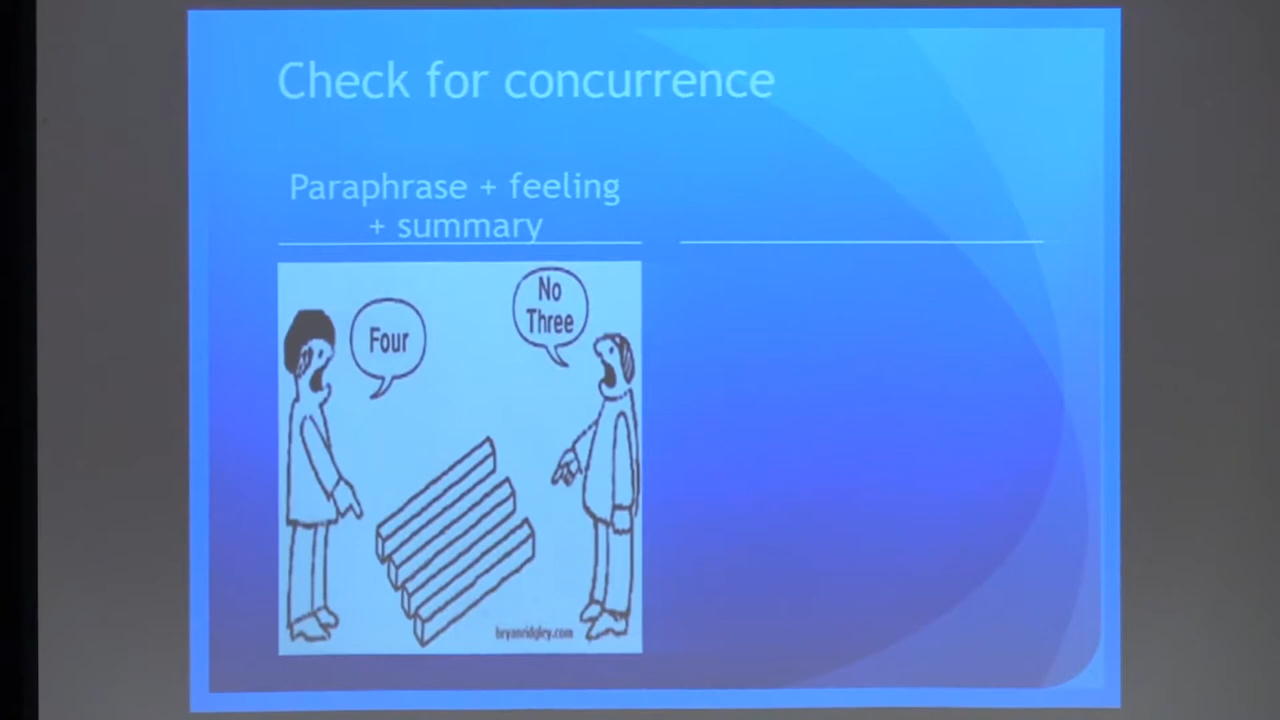 Check for concurrence
Paraphrase + feeling
+ summary
Four
No
Three
bryanridgley.com